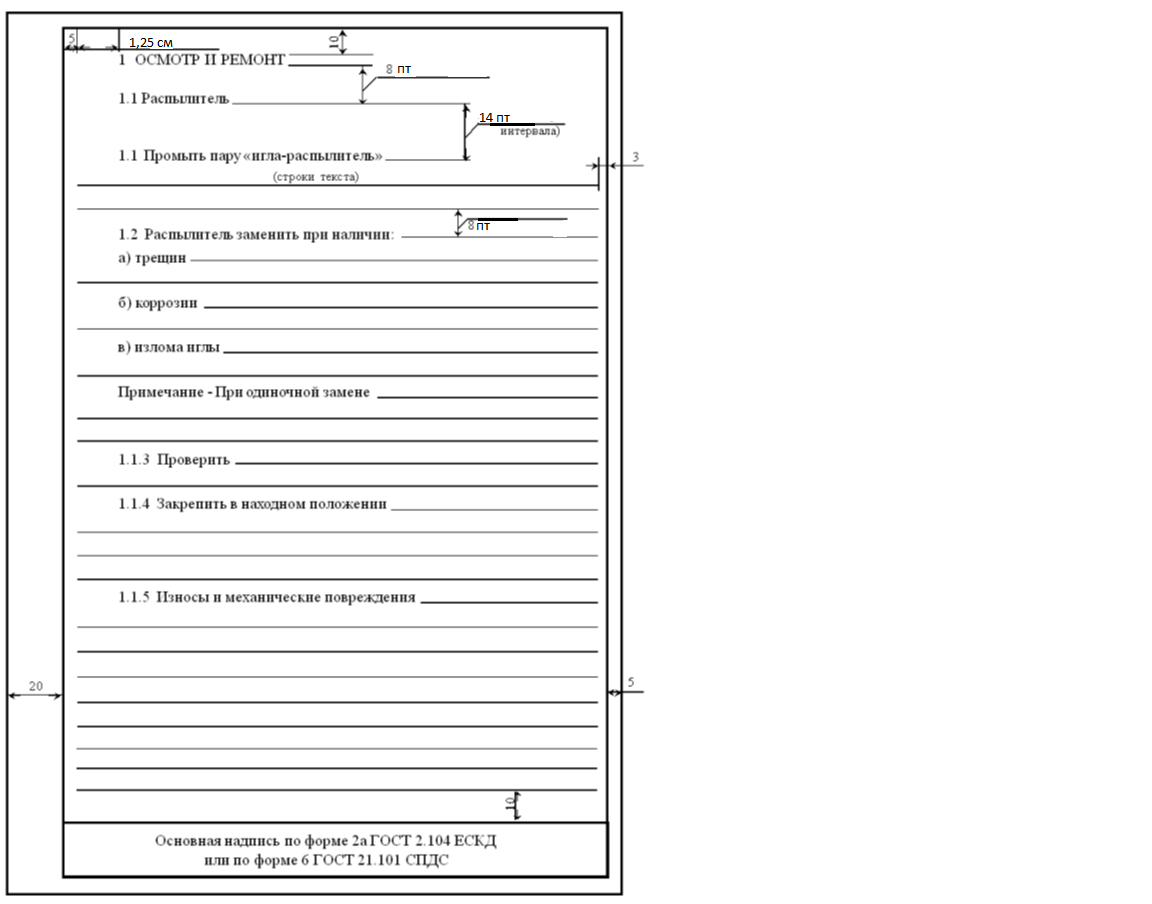 5
1,25 см
10
1 ОСМОТР И РЕМОНТ
8 пт
1.1 Распылитель
14 пт
интервала)
1.1 Промыть пару «игла-распылитель»
3
(строки текста)
8 пт
1.2 Распылитель заменить при наличии:
а) трещин
б) коррозии
в) излома иглы
Примечание - При одиночной замене
1.1.3 Проверить
1.1.4 Закрепить в находном положении
1.1.5 Износы и механические повреждения
20
5
10
Основная надпись по форме 2а ГОСТ 2.104 ЕСКД
или по форме 6 ГОСТ 21.101 СПДС